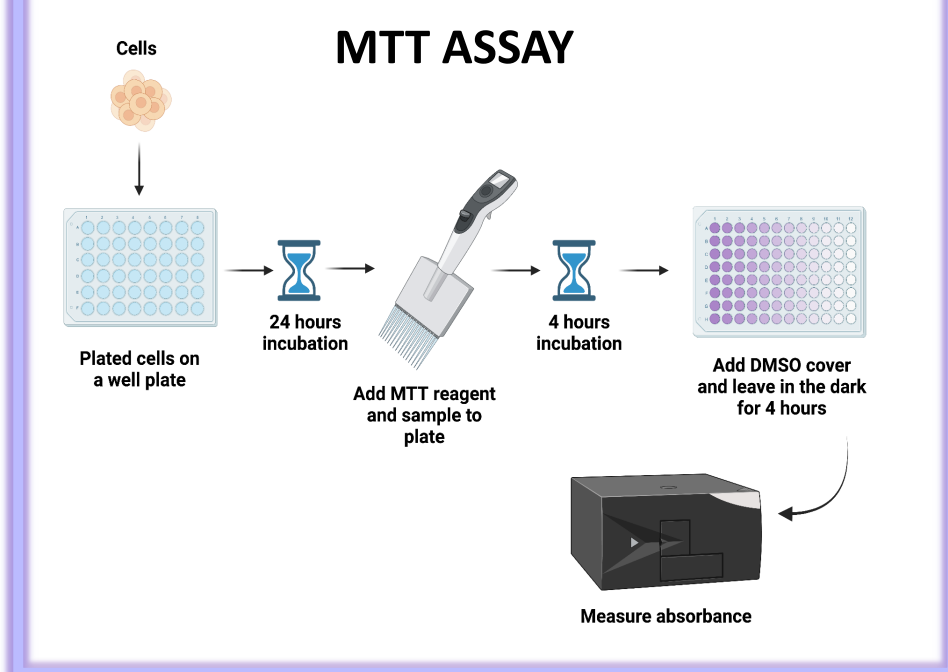 MTT ASSAY
Cells
Plated cells on
a well plate
24 hours
incubation
Add MTT reagent
and sample to
plate
4 hours
incubation
Add DMSO cover
and leave in the dark
for 4 hours
Measure absorbance